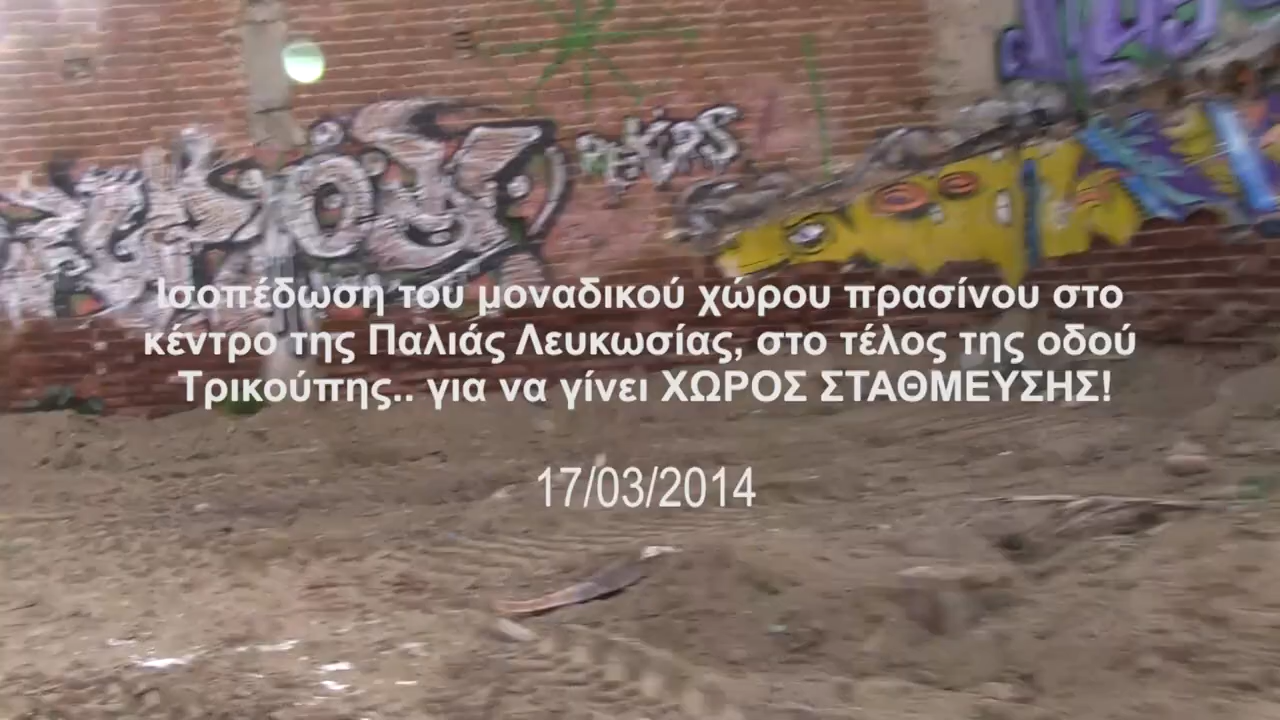 Ισοπέδωση του μοναδικού χώρου πρασίνου στο
κέντρο της Παλιάς Λευκωσίας, στο τέλος της οδού
Τρικούπης.. για να γίνει ΧΩΡΟΣ ΣΤΑΘΜΕΥΣΗΣ!
17/03/2014